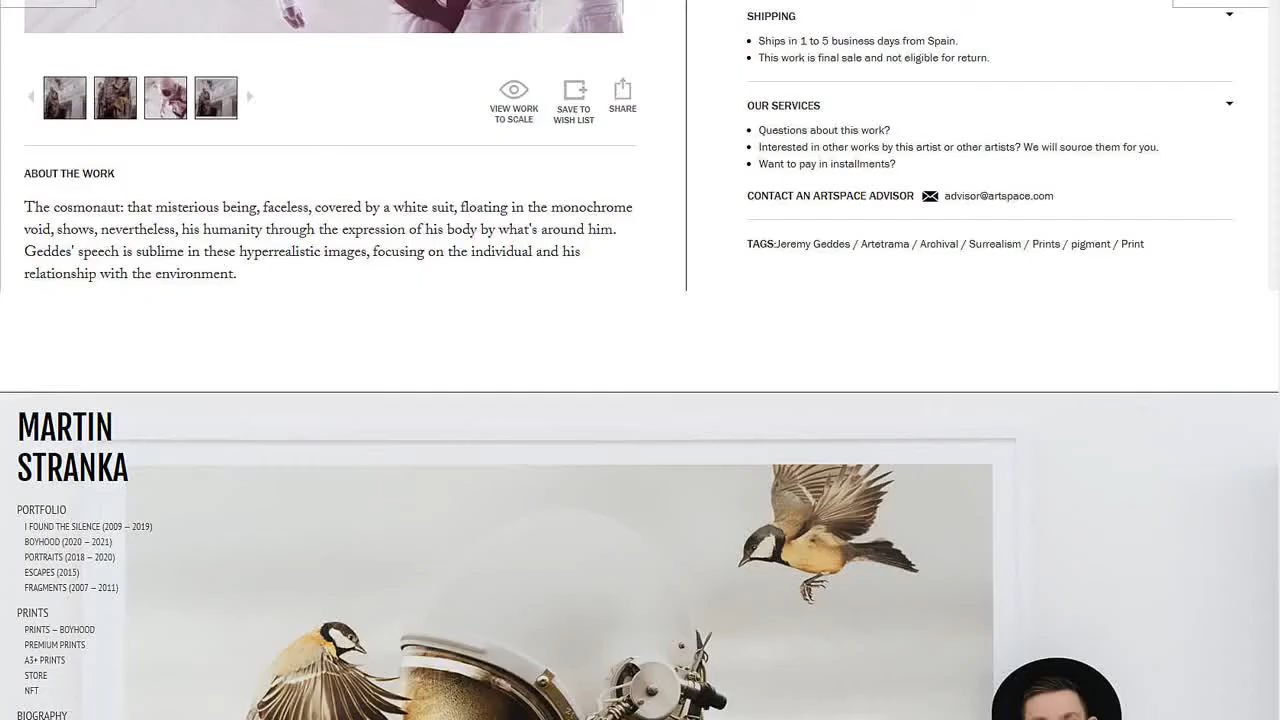 VIEW WORK
TO SCALE
SAVE TO
WISH LIST
SHARE
ABOUT THE WORK
The cosmonaut: that misterious being, faceless, covered by a white suit, floating in the monochrome
void, shows, nevertheless, his humanity through the expression of his body by what's around him.
Geddes' speech is sublime in these hyperrealistic images, focusing on the individual and his
relationship with the environment.
SHIPPING
Ships in 1 to 5 business days from Spain.
This work is final sale and not eligible for return.
OUR SERVICES
Questions about this work?
Interested in other works by this artist or other artists? We will source them for you.
Want to pay in installments?
CONTACT AN ARTSPACE ADVISOR advisor@artspace.com
TAGS:Jeremy Geddes / Artetrama / Archival / Surrealism / Prints / pigment / Print
MARTIN
STRANKA
PORTFOLIO
I FOUND THE SILENCE (2009 – 2019)
BOYHOOD (2020 – 2021)
PORTRAITS (2018 – 2020)
ESCAPES (2015)
FRAGMENTS (2007 – 2011)
PRINTS
PRINTS – BOYHOOD
PREMIUM PRINTS
A3+ PRINTS
STORE
NFT
BIOGRAPHY